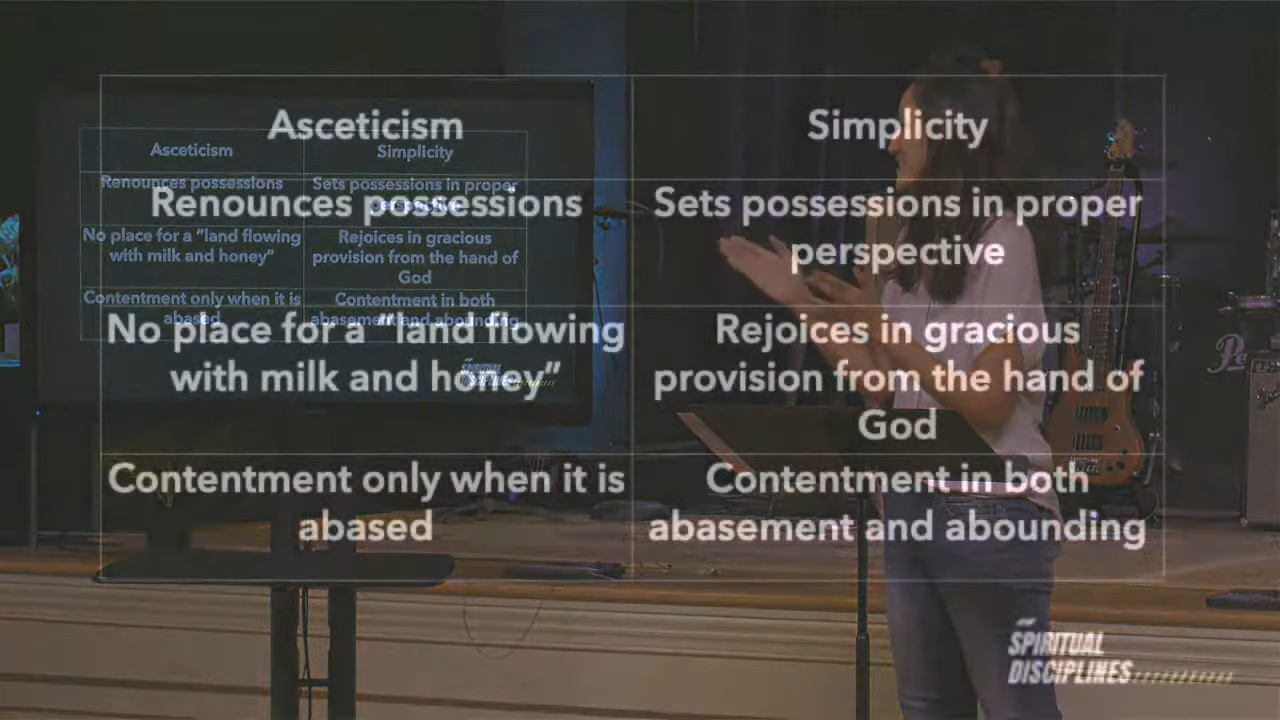 Asceticism
Simplicity
Renounces possessions
Sets possessions in proper
perspective
No place for a “land flowing
with milk and honey”
Rejoices in gracious
provision from the hand of
God
Contentment only when it is
abased
Contentment in both
abasement and abounding
Asceticism
Simplicity
Renounces possessions
Sets possessions in proper
perspective
No place for a “land flowing
with milk and honey”
Rejoices in gracious
provision from the hand of
God
Contentment only when it is
abased
Contentment in both
abasement and abounding
SPIRITUAL
DISCIPLINES
SPIRITUAL
DISCIPLINES